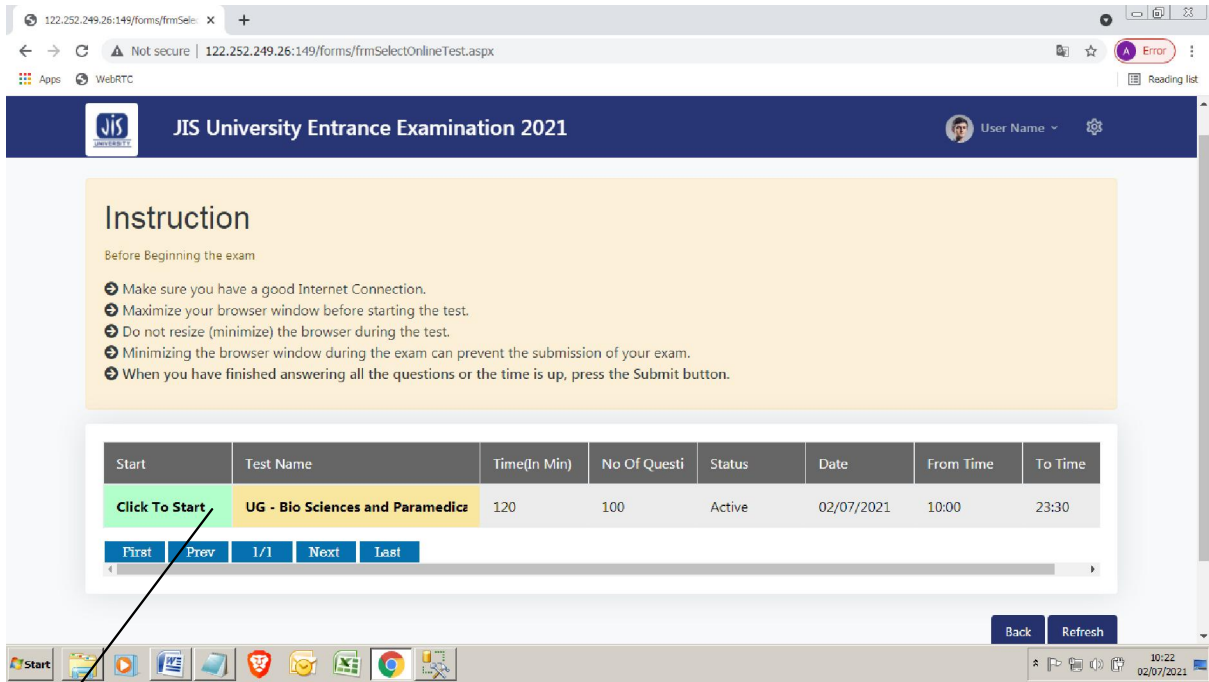 122.252.249.26:149/forms/frmSele
Not secure | 122.252.249.26:149/forms/frmSelectOnlineTest.aspx
A Error
Apps WebRTC
Reading list
JIS
UNIVERSITY
JIS University Entrance Examination 2021
User Name
Instruction
Before Beginning the exam
Make sure you have a good Internet Connection.
Maximize your browser window before starting the test.
Do not resize (minimize) the browser during the test.
Minimizing the browser window during the exam can prevent the submission of your exam.
When you have finished answering all the questions or the time is up, press the Submit button.
Start Test Name Time(In Min) No Of Questi Status Date From Time To Time
Click To Start UG - Bio Sciences and Paramedica 120 100 Active 02/07/2021 10:00 23:30
First Prev 1/1 Next Last
Back Refresh
Start
10:22
02/07/2021